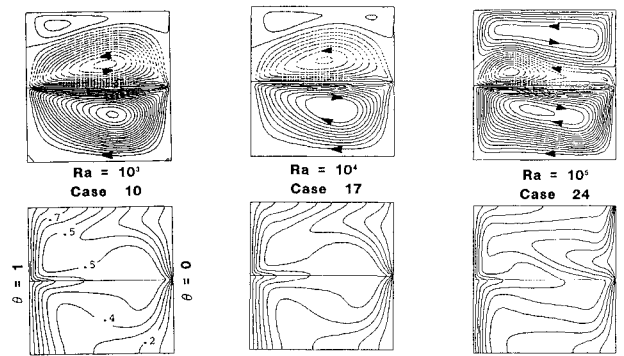 Ra = 10³
Case 10
Ra = 10⁴
Case 17
Ra = 10⁵
Case 24
θ = 1
.7
.5
.5
.4
.2
θ = 0